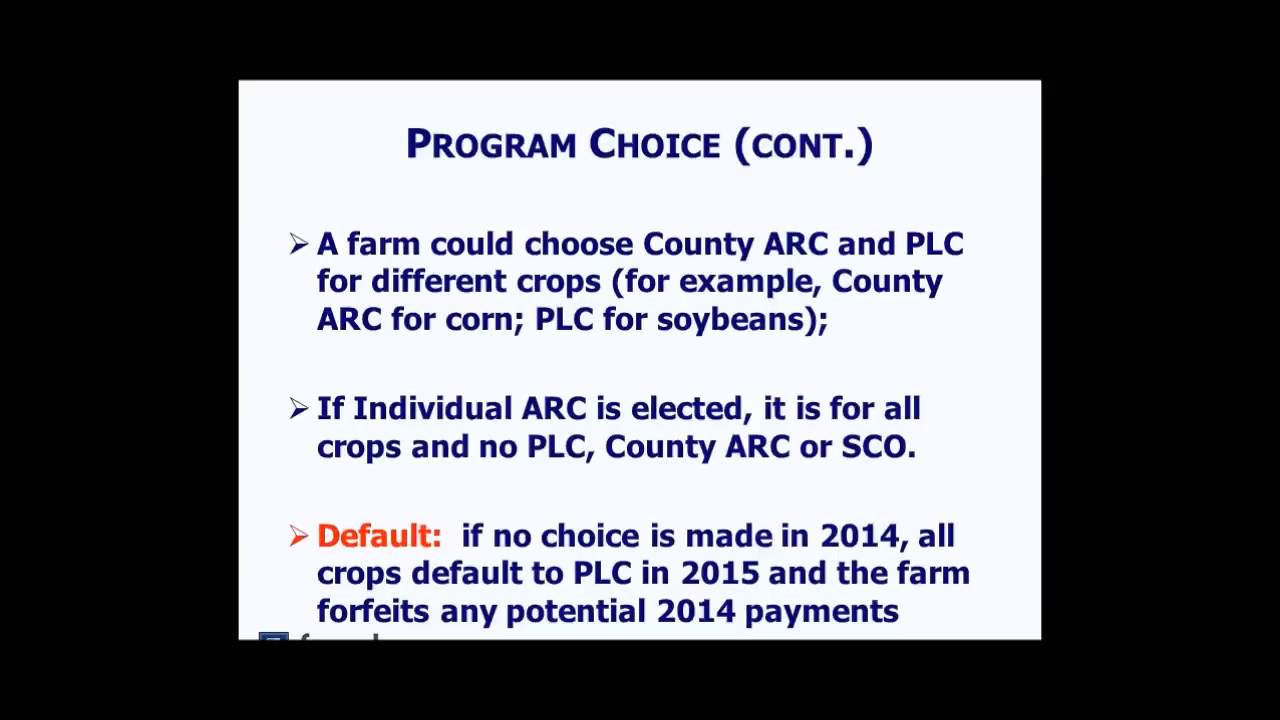 PROGRAM CHOICE (CONT.)
➢ A farm could choose County ARC and PLC
for different crops (for example, County
ARC for corn; PLC for soybeans);
➢ If Individual ARC is elected, it is for all
crops and no PLC, County ARC or SCO.
➢ Default: if no choice is made in 2014, all
crops default to PLC in 2015 and the farm
forfeits any potential 2014 payments